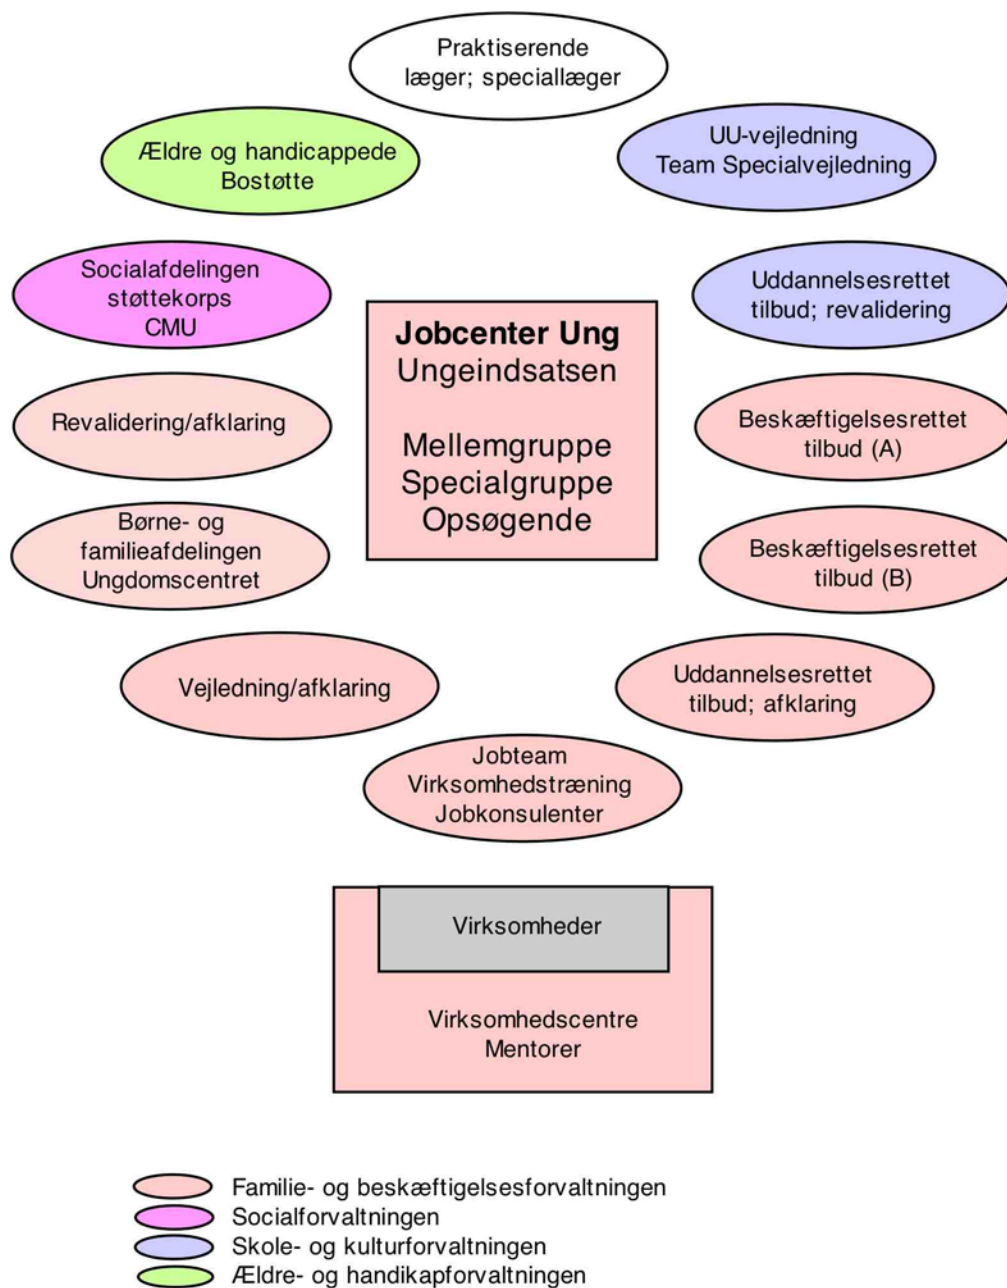 Praktiserende
læger; speciallæger
Ældre og handicappede
Bostøtte
UU-vejledning
Team Specialvejledning
Socialafdelingen
støttekorps
CMU
Uddannelsesrettet
tilbud; revalidering
Jobcenter Ung
Ungeindsatsen
Mellemgruppe
Specialgruppe
Opsøgende
Revalidering/afklaring
Beskæftigelsesrettet
tilbud (A)
Børne- og
familieafdelingen
Ungdomscentret
Beskæftigelsesrettet
tilbud (B)
Vejledning/afklaring
Uddannelsesrettet
tilbud; afklaring
Jobteam
Virksomhedstræning
Jobkonsulenter
Virksomheder
Virksomhedscentre
Mentorer
Familie- og beskæftigelsesforvaltningen
Socialforvaltningen
Skole- og kulturforvaltningen
Ældre- og handikapforvaltningen